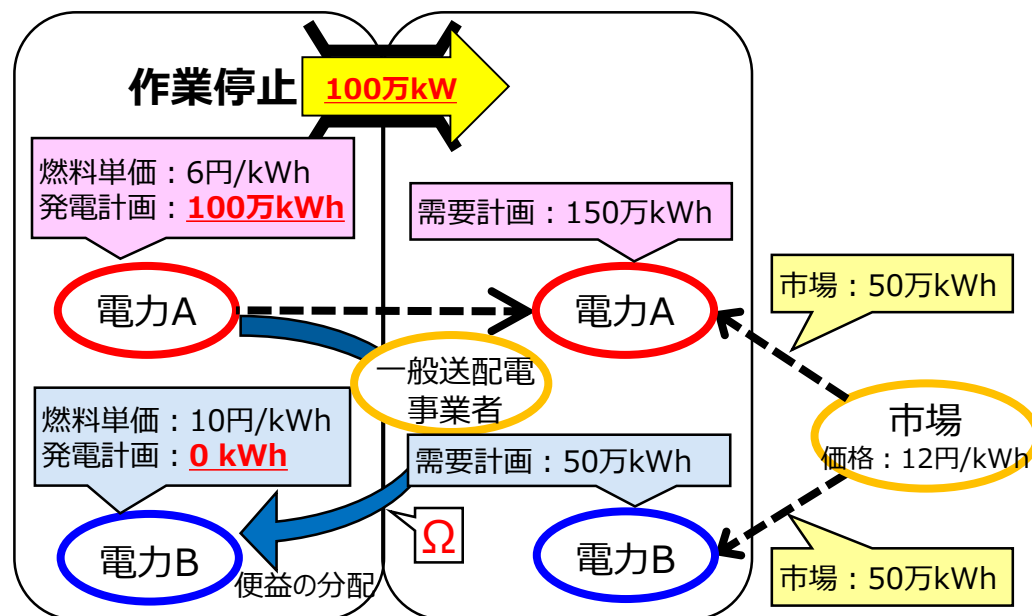 作業停止
100万kW
燃料単価：6円/kWh
発電計画：100万kWh
需要計画：150万kWh
電力A
電力A
市場：50万kWh
一般送配電
事業者
燃料単価：10円/kWh
発電計画：0 kWh
需要計画：50万kWh
市場
価格：12円/kWh
Ω
電力B
便益の分配
電力B
市場：50万kWh